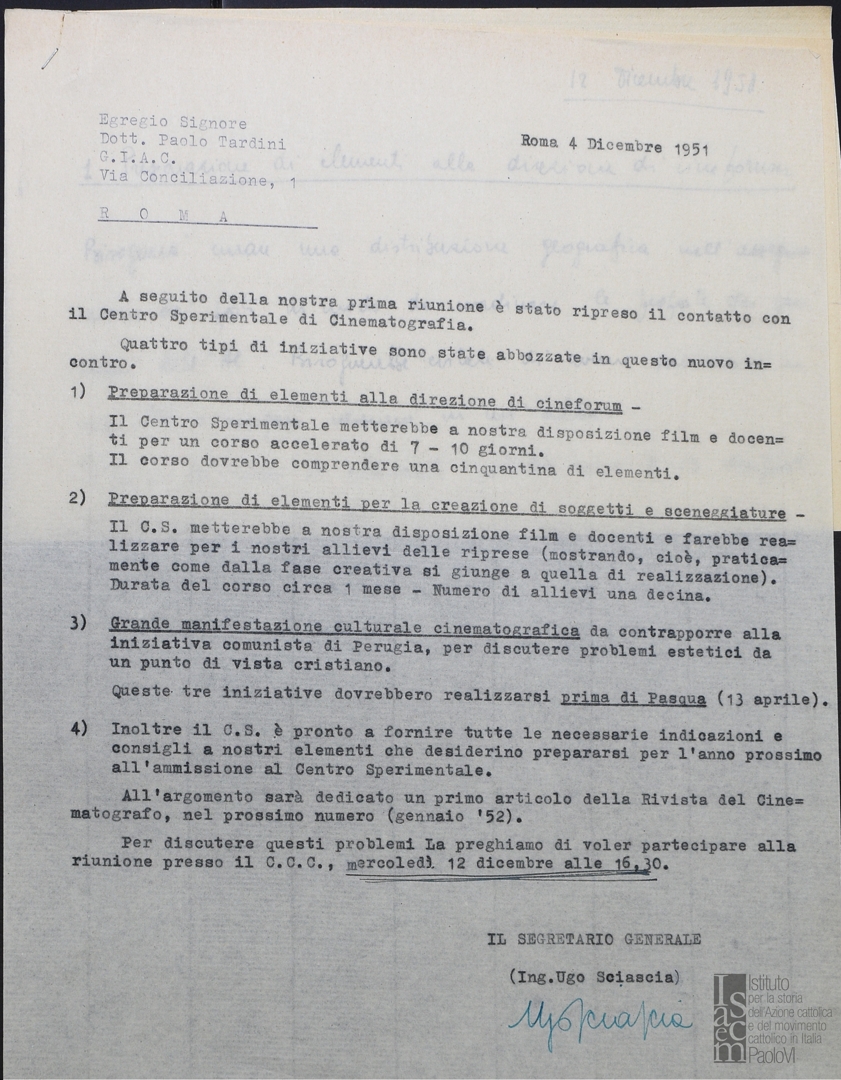 12 Dicembre 1951
Egregio Signore
Dott. Paolo Tardini
G.I.A.C.
Via Conciliazione, 1
R O M A
Roma 4 Dicembre 1951
A seguito della nostra prima riunione è stato ripreso il contatto con
il Centro Sperimentale di Cinematografia.
Quattro tipi di iniziative sono state abbozzate in questo nuovo in=
contro.
1) Preparazione di elementi alla direzione di cineforum -
Il Centro Sperimentale metterebbe a nostra disposizione film e docen=
ti per un corso accelerato di 7 - 10 giorni.
Il corso dovrebbe comprendere una cinquantina di elementi.
2) Preparazione di elementi per la creazione di soggetti e sceneggiature -
Il C.S. metterebbe a nostra disposizione film e docenti e farebbe rea=
lizzare per i nostri allievi delle riprese (mostrando, cioè, pratica=
mente come dalla fase creativa si giunge a quella di realizzazione).
Durata del corso circa 1 mese - Numero di allievi una decina.
3) Grande manifestazione culturale cinematografica da contrapporre alla
iniziativa comunista di Perugia, per discutere problemi estetici da
un punto di vista cristiano.
Queste tre iniziative dovrebbero realizzarsi prima di Pasqua (13 aprile).
4) Inoltre il C.S. è pronto a fornire tutte le necessarie indicazioni e
consigli a nostri elementi che desiderino prepararsi per l'anno prossimo
all'ammissione al Centro Sperimentale.
All'argomento sarà dedicato un primo articolo della Rivista del Cine=
matografo, nel prossimo numero (gennaio '52).
Per discutere questi problemi La preghiamo di voler partecipare alla
riunione presso il C.C.C., mercoledì 12 dicembre alle 16,30.
IL SEGRETARIO GENERALE
(Ing.Ugo Sciascia)
UgoSciascia
Isacem
Istituto
per la storia
dell'Azione cattolica
e del movimento
cattolico in Italia
PaoloVI